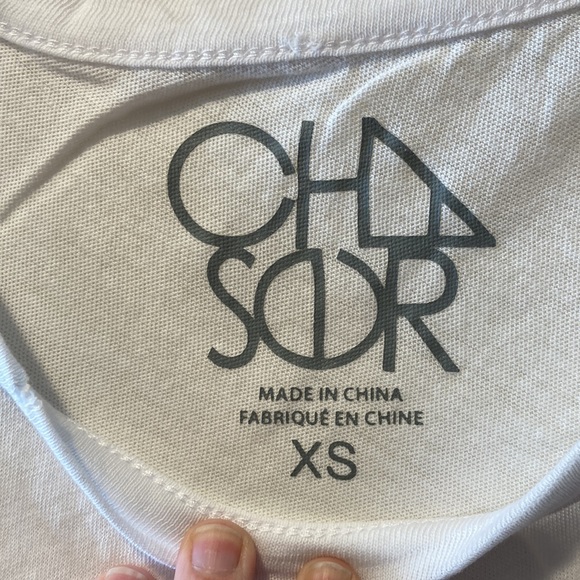 CHA
SER
MADE IN CHINA
FABRIQUÉ EN CHINE
XS